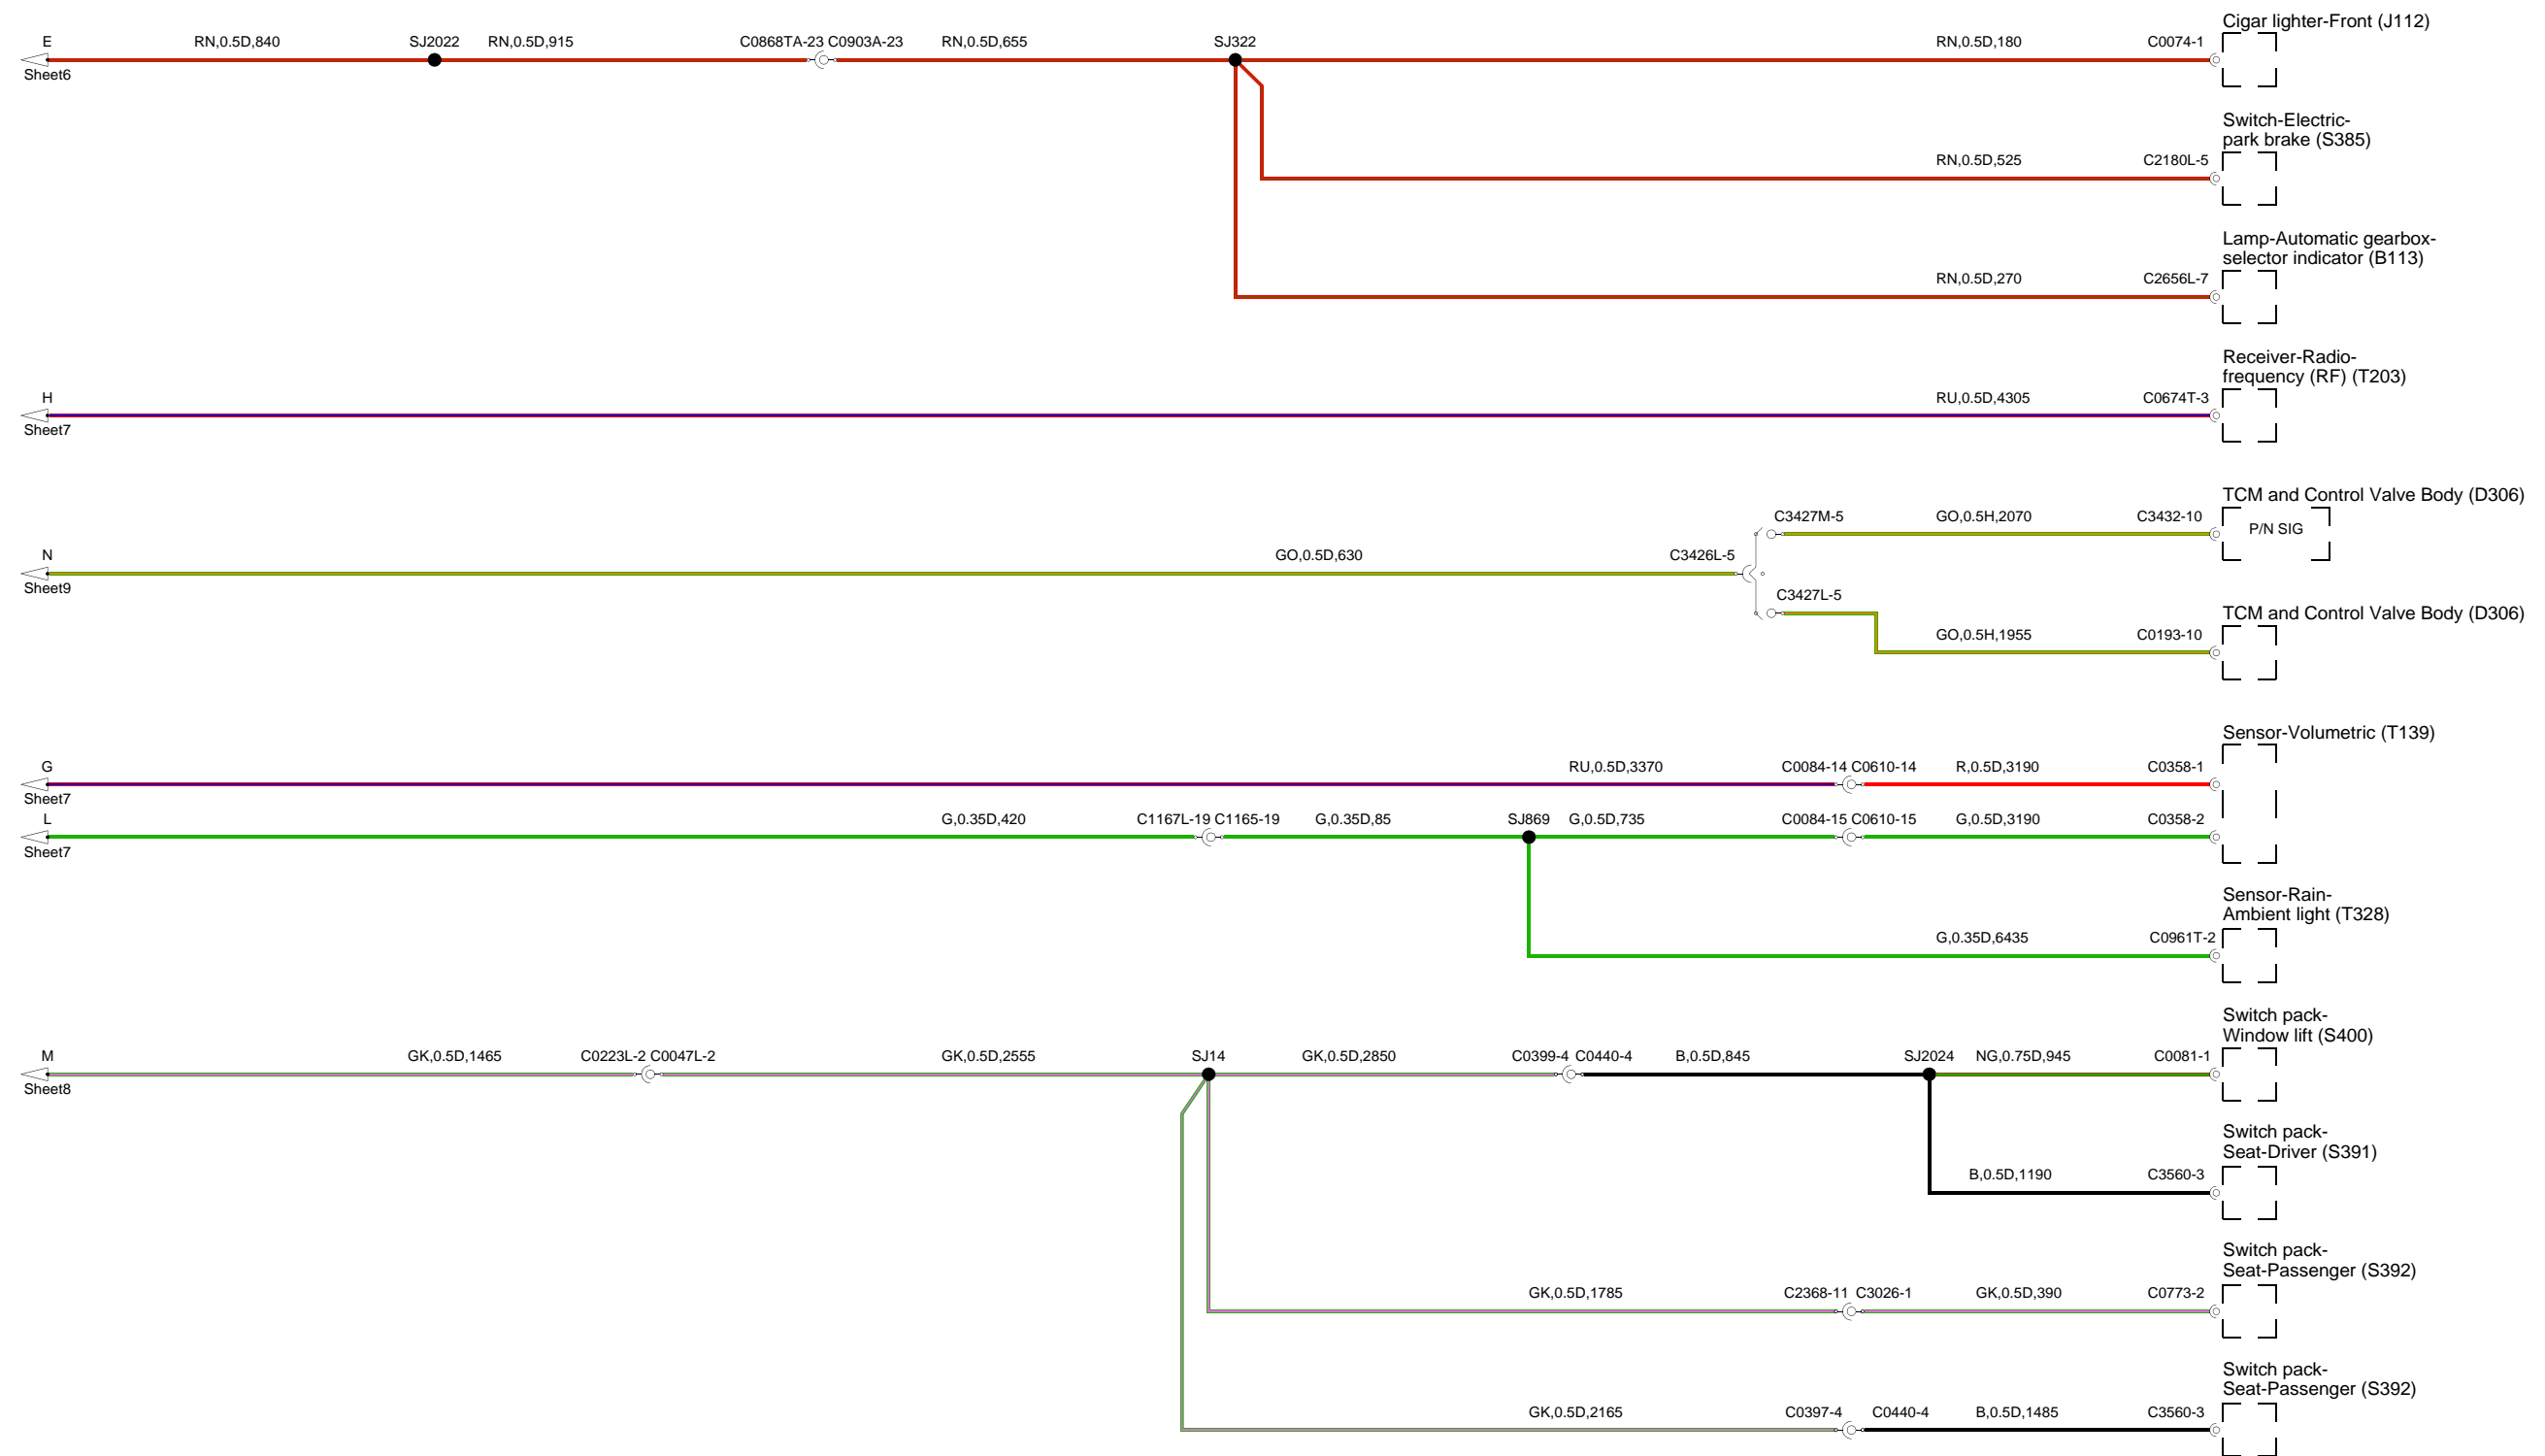 Cigar lighter-Front (J112)
E
RN,0.5D,840
SJ2022
RN,0.5D,915
C0868TA-23 C0903A-23
RN,0.5D,655
SJ322
RN,0.5D,180
C0074-1
Sheet6
Switch-Electric-
park brake (S385)
RN,0.5D,525
C2180L-5
Lamp-Automatic gearbox-
selector indicator (B113)
RN,0.5D,270
C2656L-7
Receiver-Radio-
frequency (RF) (T203)
H
RU,0.5D,4305
C0674T-3
Sheet7
TCM and Control Valve Body (D306)
C3427M-5
GO,0.5H,2070
C3432-10
P/N SIG
N
GO,0.5D,630
C3426L-5
Sheet9
C3427L-5
TCM and Control Valve Body (D306)
GO,0.5H,1955
C0193-10
Sensor-Volumetric (T139)
G
RU,0.5D,3370
C0084-14 C0610-14
R,0.5D,3190
C0358-1
Sheet7
L
G,0.35D,420
C1167L-19 C1165-19
G,0.35D,85
SJ869
G,0.5D,735
C0084-15 C0610-15
G,0.5D,3190
C0358-2
Sheet7
Sensor-Rain-
Ambient light (T328)
G,0.35D,6435
C0961T-2
Switch pack-
Window lift (S400)
M
GK,0.5D,1465
C0223L-2 C0047L-2
GK,0.5D,2555
SJ14
GK,0.5D,2850
C0399-4 C0440-4
B,0.5D,845
SJ2024
NG,0.75D,945
C0081-1
Sheet8
Switch pack-
Seat-Driver (S391)
B,0.5D,1190
C3560-3
Switch pack-
Seat-Passenger (S392)
GK,0.5D,1785
C2368-11 C3026-1
GK,0.5D,390
C0773-2
Switch pack-
Seat-Passenger (S392)
GK,0.5D,2165
C0397-4
C0440-4
B,0.5D,1485
C3560-3